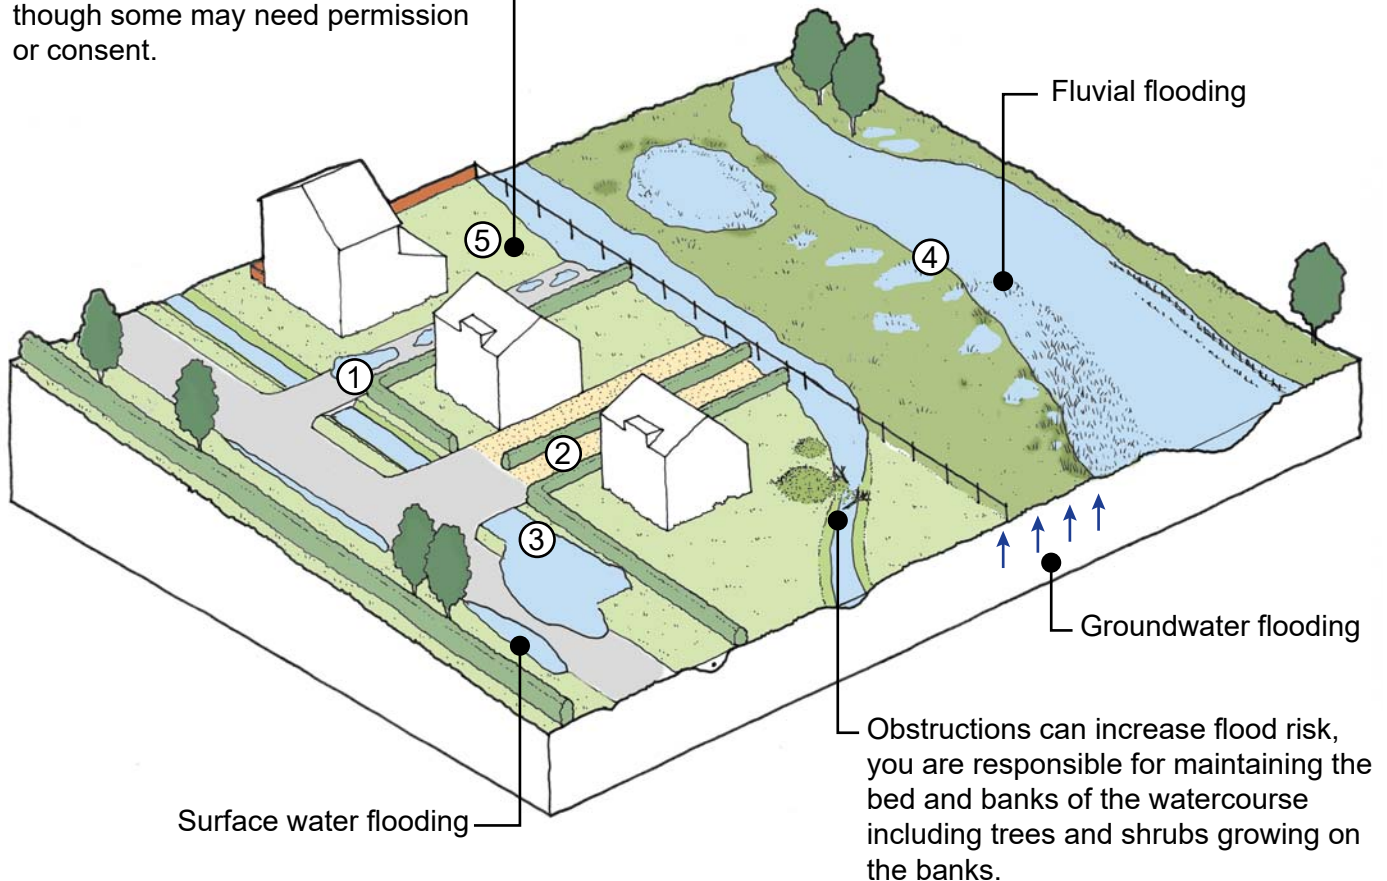 though some may need permission
or consent.
Fluvial flooding
5
4
1
2
3
Groundwater flooding
Obstructions can increase flood risk,
you are responsible for maintaining the
bed and banks of the watercourse
including trees and shrubs growing on
the banks.
Surface water flooding